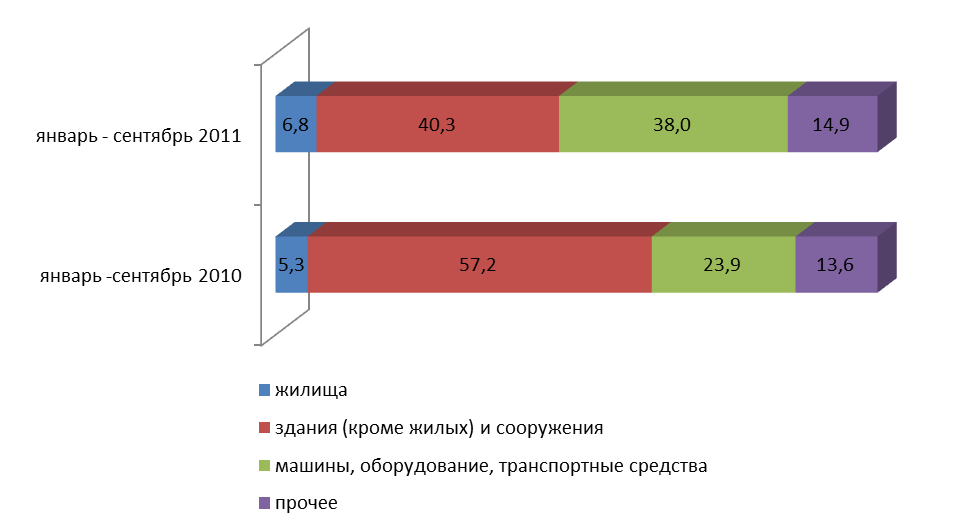 январь - сентябрь 2011
6,8 40,3 38,0 14,9
январь -сентябрь 2010
5,3 57,2 23,9 13,6
жилища
здания (кроме жилых) и сооружения
машины, оборудование, транспортные средства
прочее